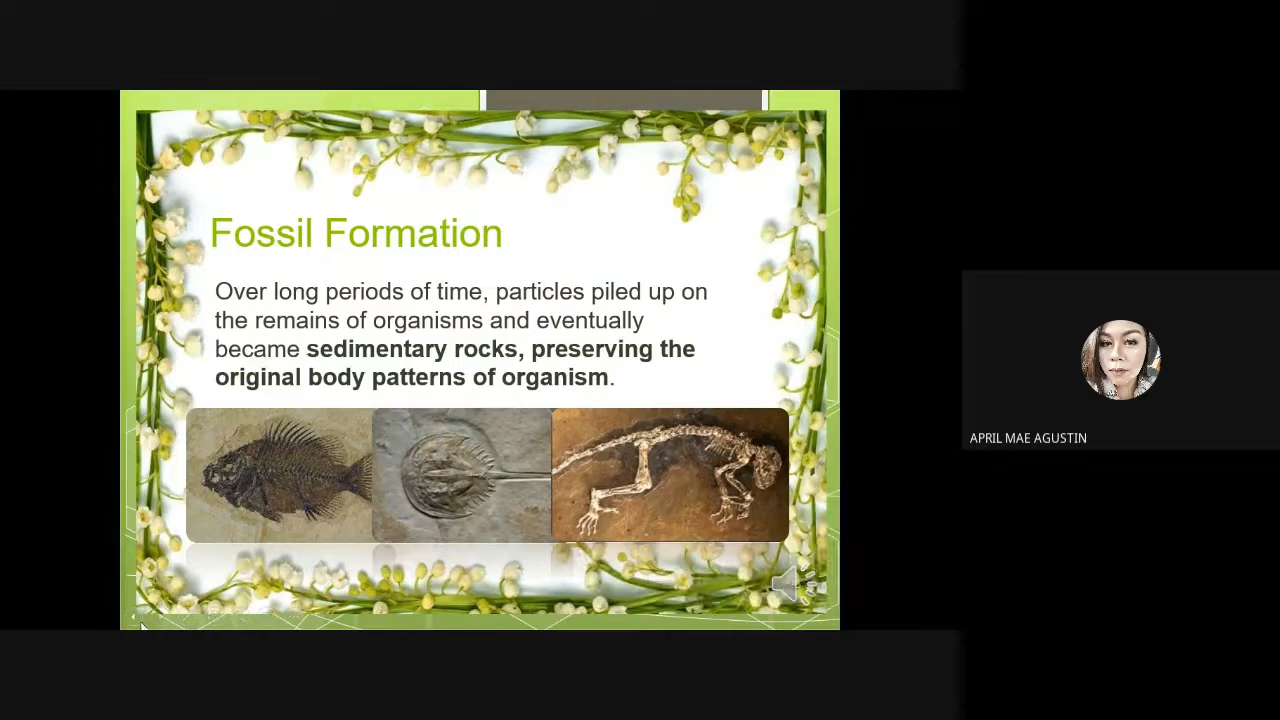 Fossil Formation
Over long periods of time, particles piled up on
the remains of organisms and eventually
became sedimentary rocks, preserving the
original body patterns of organism.
APRIL MAE AGUSTIN